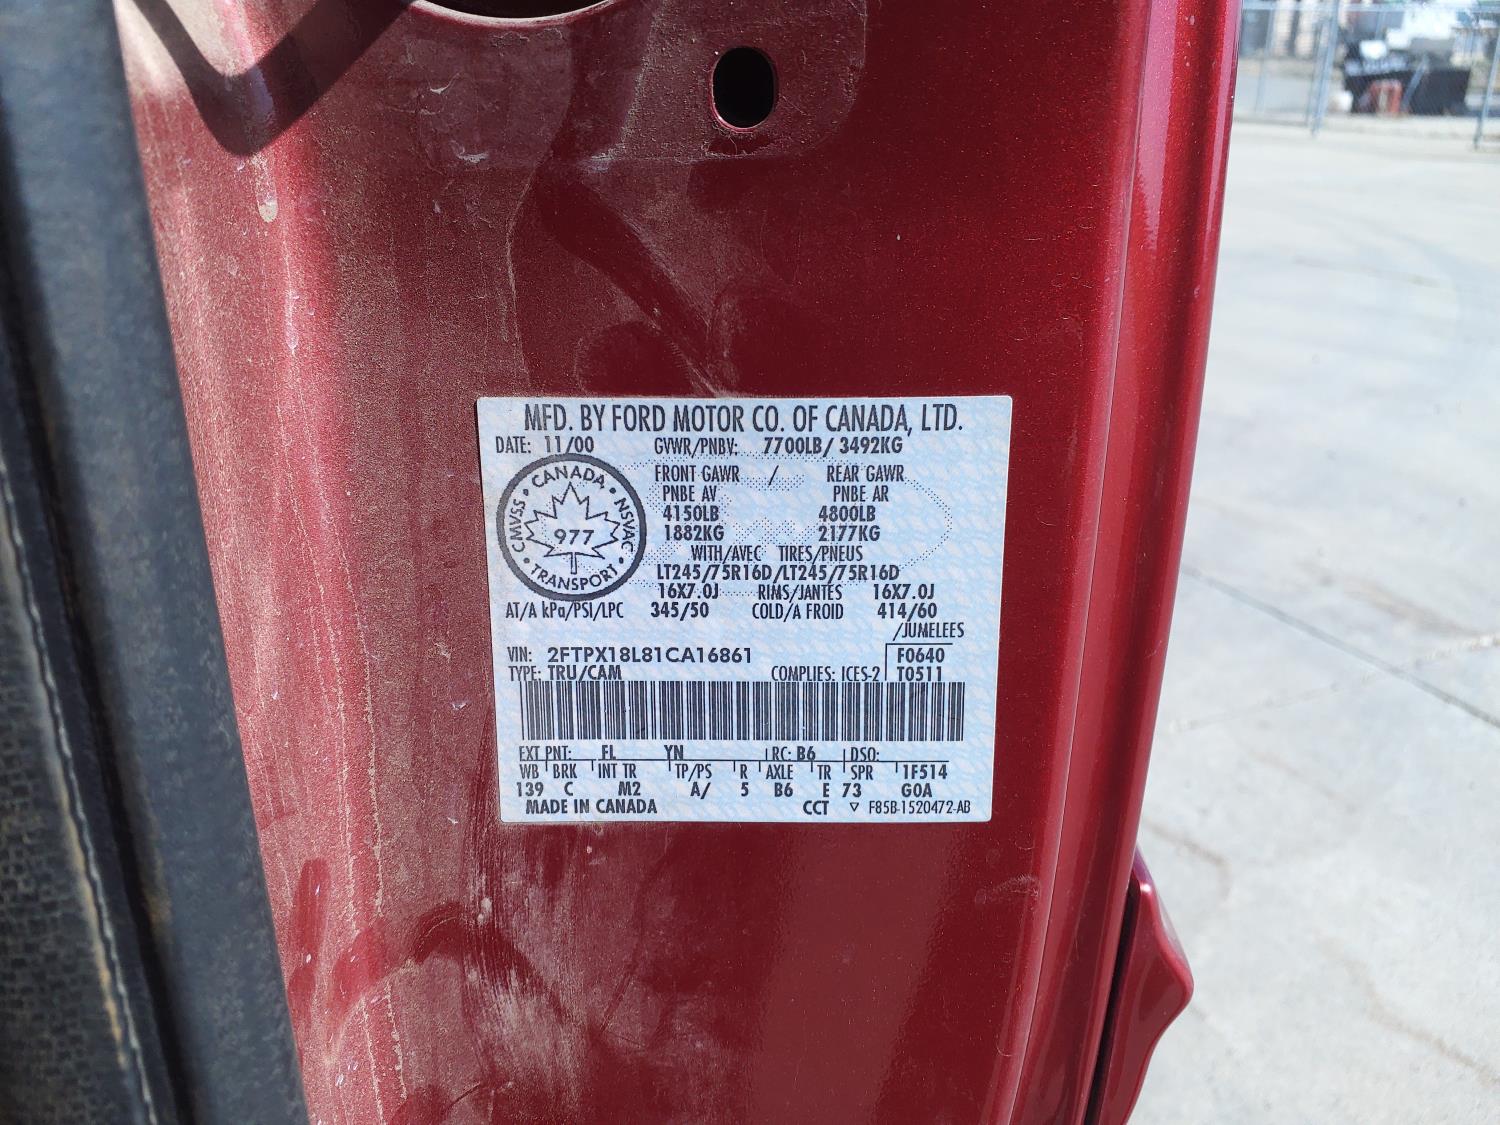 MFD. BY FORD MOTOR CO. OF CANADA, LTD.
DATE: 11/00 GVWR/PNBV: 7700LB/ 3492KG
CANADA • NSVAC • TRANSPORT • CMVSS •
977
FRONT GAWR / REAR GAWR
PNBE AV PNBE AR
4150LB 4800LB
1882KG 2177KG
WITH/AVEC TIRES/PNEUS
LT245/75R16D/LT245/75R16D
16X7.0J RIMS/JANTES 16X7.0J
AT/A kPa/PSI/LPC 345/50 COLD/A FROID 414/60
/JUMELEES
VIN: 2FTPX18L81CA16861 F0640
TYPE: TRU/CAM COMPLIES: ICES-2 T0511
EXT PNT: FL YN RC: B6 DSO:
WB BRK INT TR TP/PS R AXLE TR SPR 1F514
139 C M2 A/ 5 B6 E 73 G0A
MADE IN CANADA CCT ▽ F85B-1520472-AB